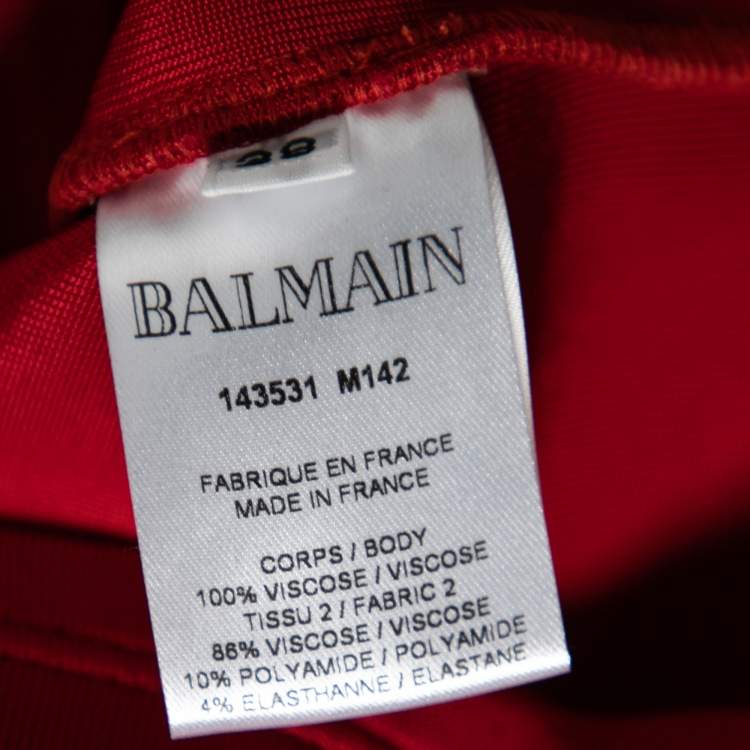 38
BALMAIN
143531 M142
FABRIQUE EN FRANCE
MADE IN FRANCE
CORPS / BODY
100% VISCOSE / VISCOSE
TISSU 2 / FABRIC 2
86% VISCOSE / VISCOSE
10% POLYAMIDE / POLYAMIDE
4% ELASTHANNE / ELASTANE